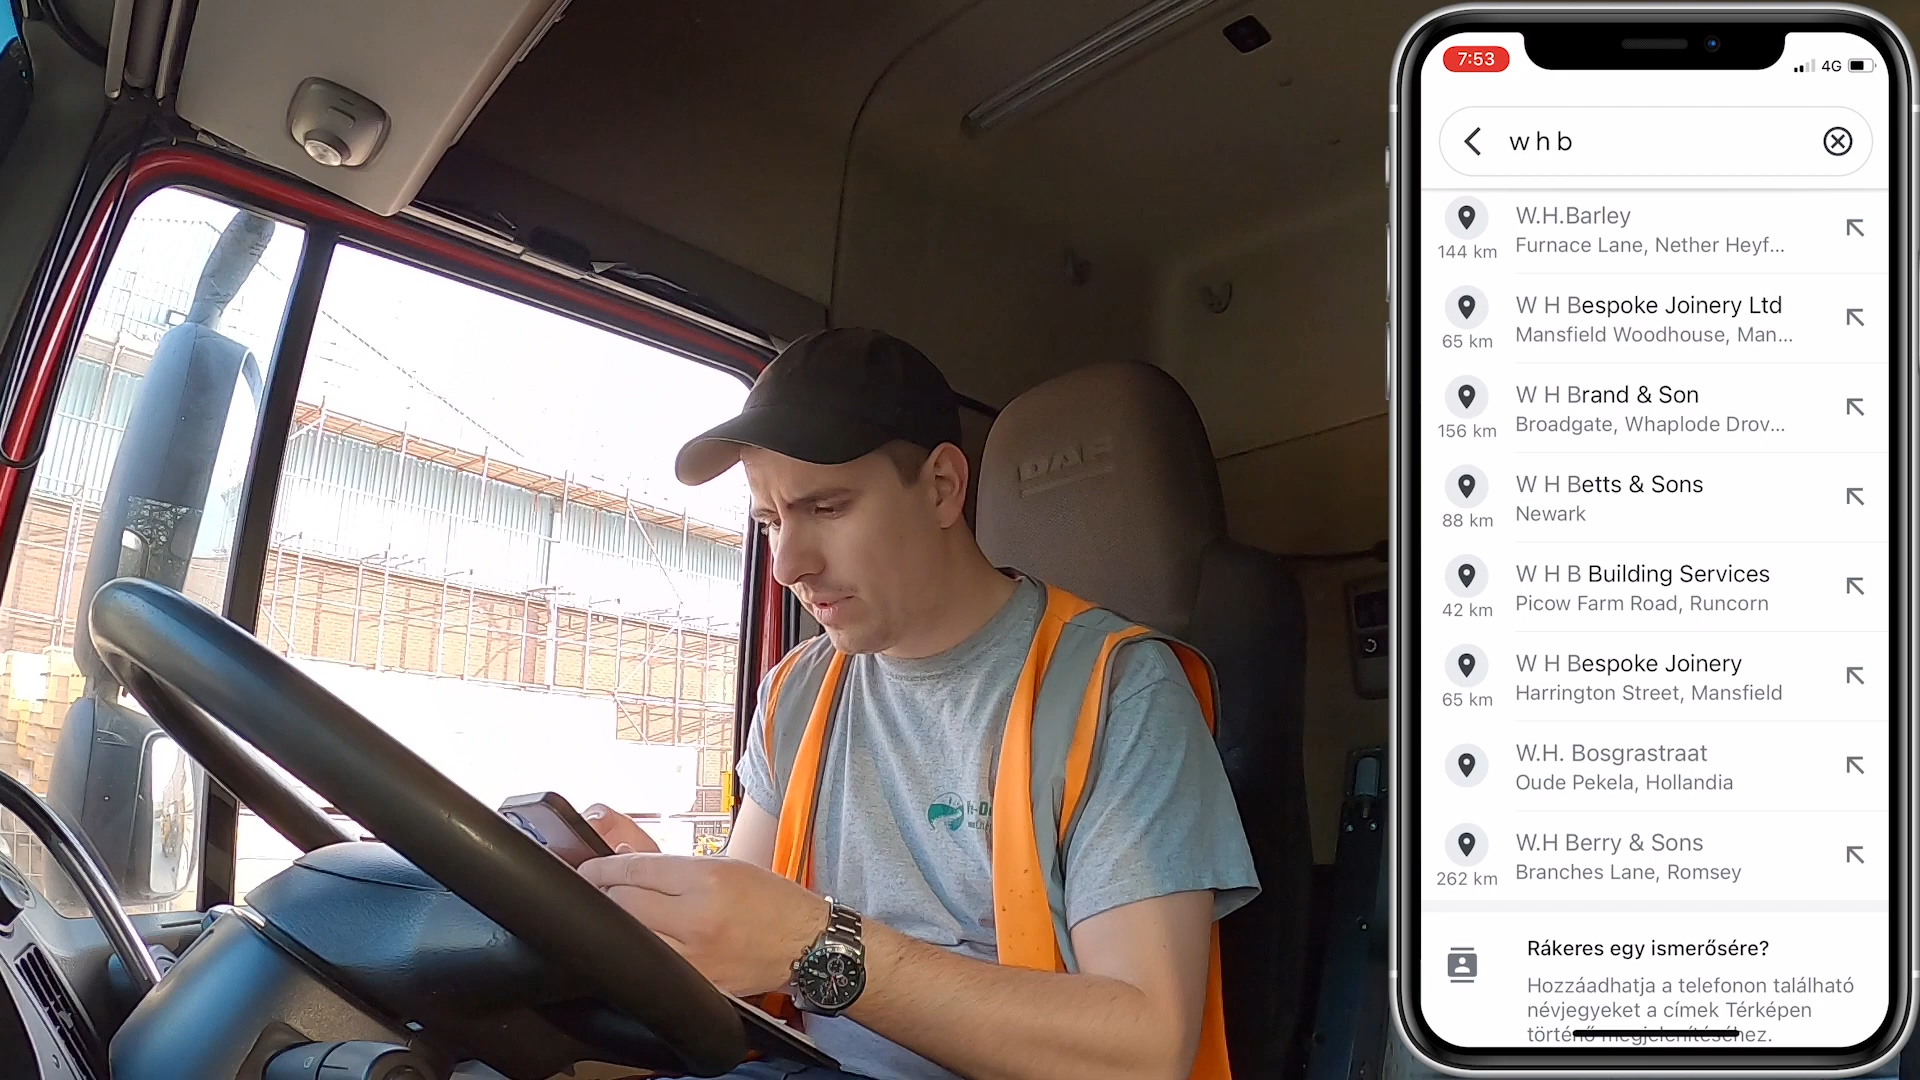 DAF
7:53
4G
w h b
W.H.Barley
Furnace Lane, Nether Heyf...
144 km
W H Bespoke Joinery Ltd
Mansfield Woodhouse, Man...
65 km
W H Brand & Son
Broadgate, Whaplode Drov...
156 km
W H Betts & Sons
Newark
88 km
W H B Building Services
Picow Farm Road, Runcorn
42 km
W H Bespoke Joinery
Harrington Street, Mansfield
65 km
W.H. Bosgrastraat
Oude Pekela, Hollandia
W.H Berry & Sons
Branches Lane, Romsey
262 km
Rákeres egy ismerősére?
Hozzáadhatja a telefonon található
névjegyeket a címek Térképen
történő megjelenítéséhez.